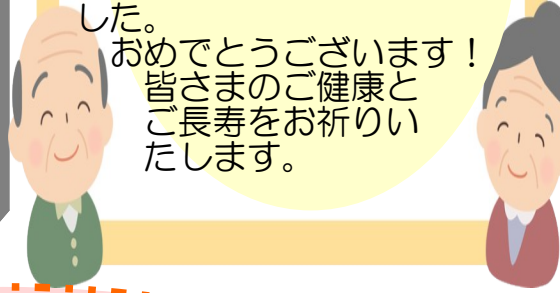 した。
おめでとうございます！
皆さまのご健康と
ご長寿をお祈りい
たします。